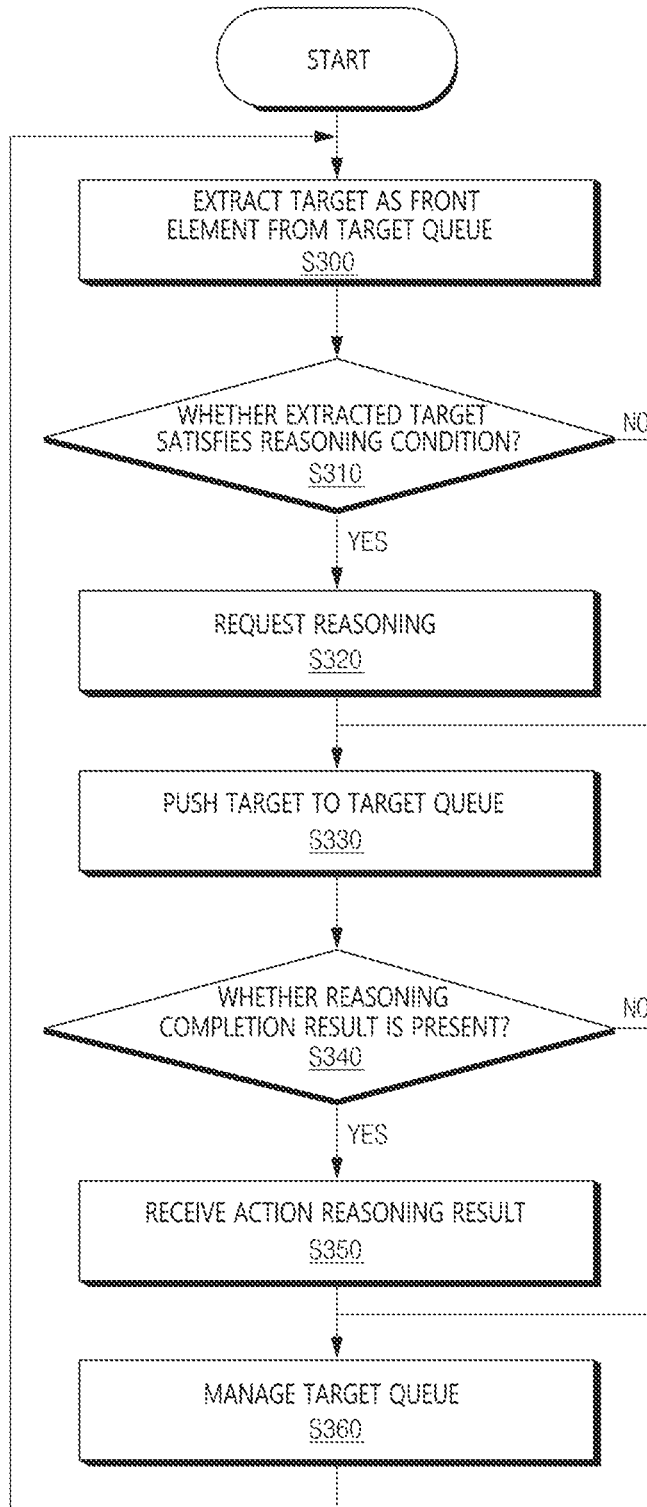 START
EXTRACT TARGET AS FRONT
ELEMENT FROM TARGET QUEUE
S300
WHETHER EXTRACTED TARGET
SATISFIES REASONING CONDITION?
S310
NO
YES
REQUEST REASONING
S320
PUSH TARGET TO TARGET QUEUE
S330
WHETHER REASONING
COMPLETION RESULT IS PRESENT?
S340
NO
YES
RECEIVE ACTION REASONING RESULT
S350
MANAGE TARGET QUEUE
S360